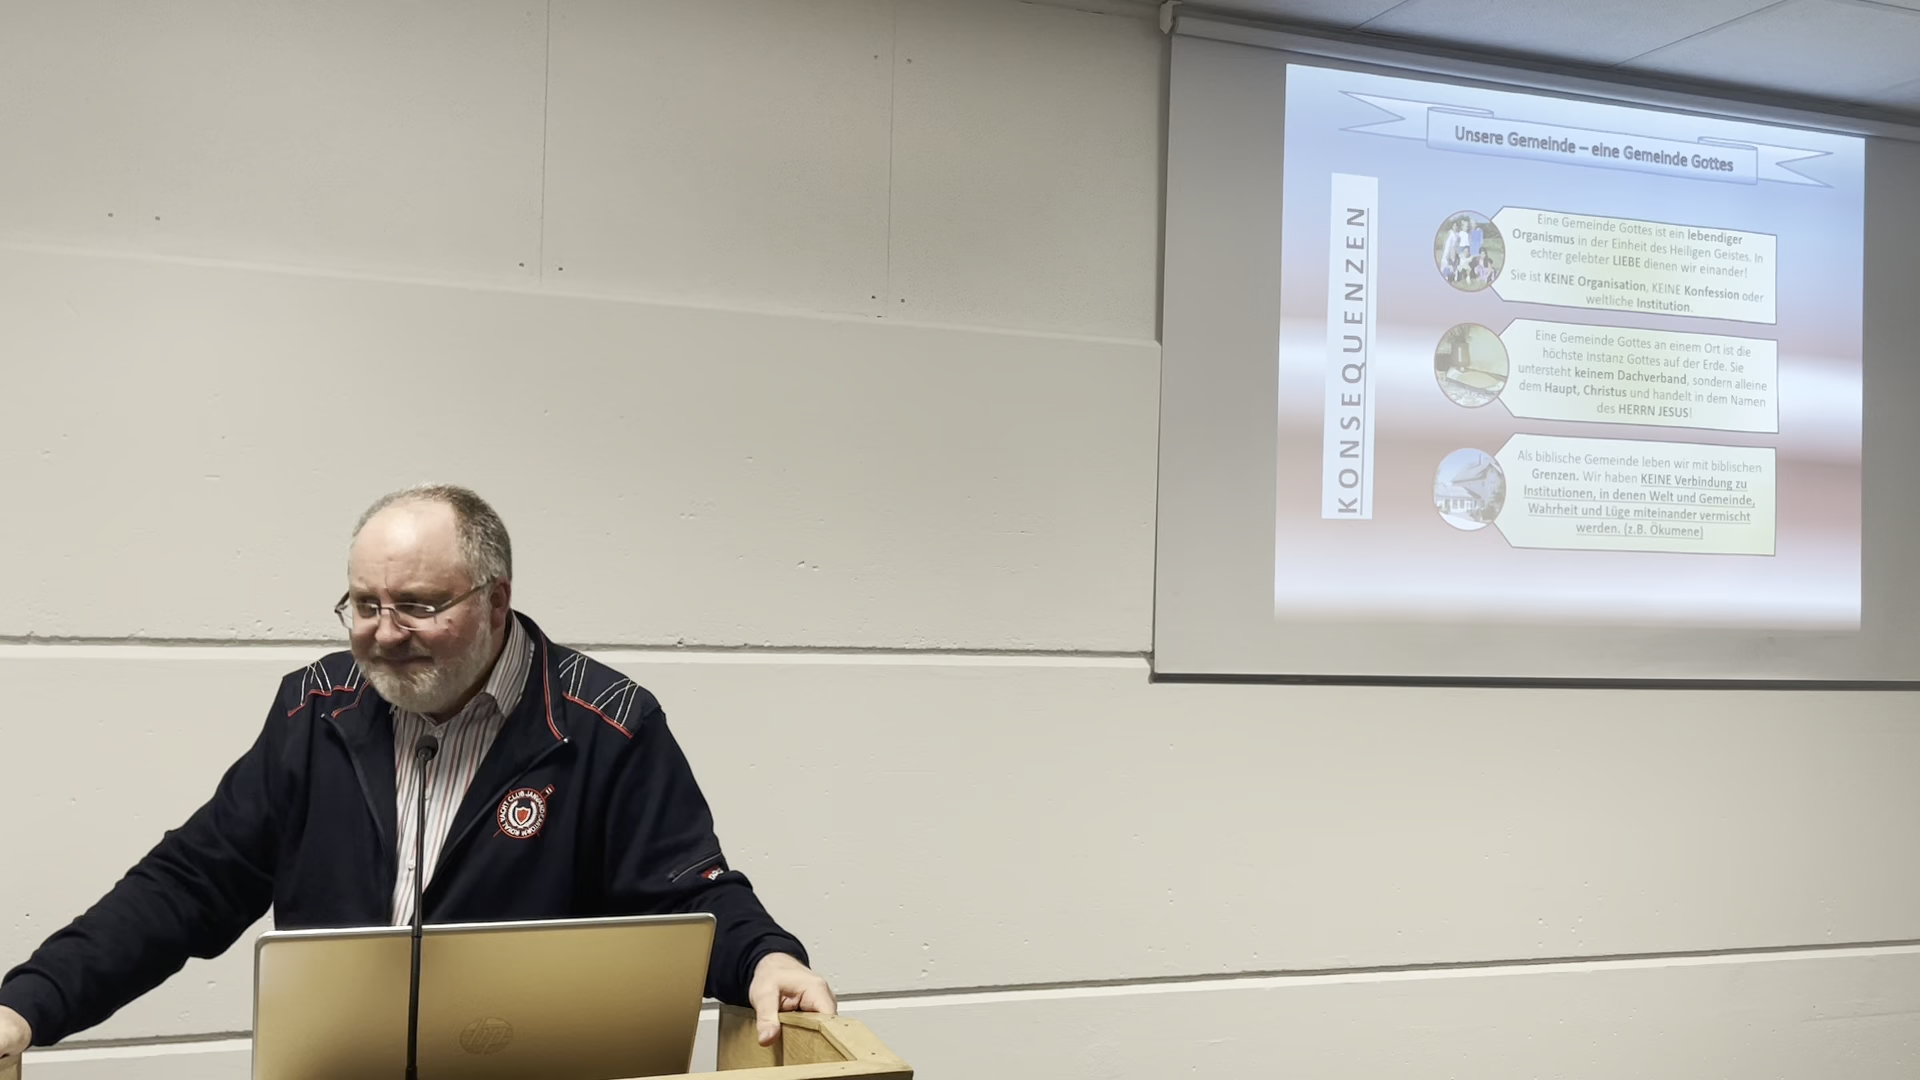 Unsere Gemeinde – eine Gemeinde Gottes
KONSEQUENZEN
Eine Gemeinde Gottes ist ein lebendiger
Organismus in der Einheit des Heiligen Geistes. In
echter gelebter LIEBE dienen wir einander!
Sie ist KEINE Organisation, KEINE Konfession oder
weltliche Institution.
Eine Gemeinde Gottes an einem Ort ist die
höchste Instanz Gottes auf der Erde. Sie
untersteht keinem Dachverband, sondern alleine
dem Haupt, Christus und handelt in dem Namen
des HERRN JESUS!
Als biblische Gemeinde leben wir mit biblischen
Grenzen. Wir haben KEINE Verbindung zu
Institutionen, in denen Welt und Gemeinde,
Wahrheit und Lüge miteinander vermischt
werden. (z.B. Ökumene)
ROYAL YACHT CLUB
hp